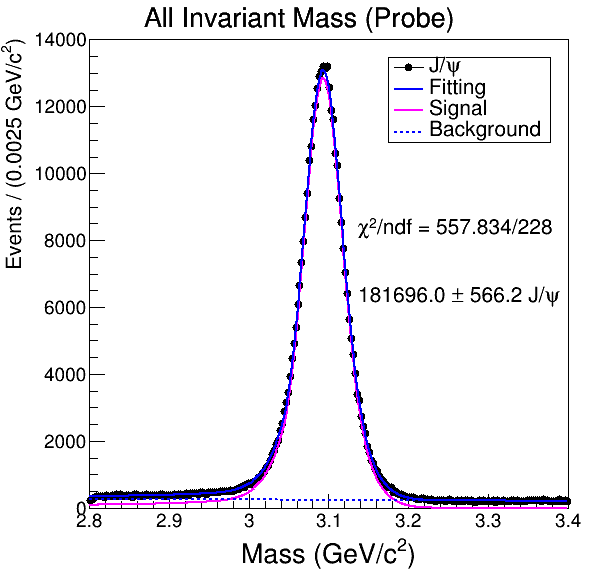 All Invariant Mass (Probe)
Events / (0.0025 GeV/c²)
14000
12000
10000
8000
6000
4000
2000
0
J/ψ
Fitting
Signal
Background
χ²/ndf = 557.834/228
181696.0 ± 566.2 J/ψ
2.8 2.9 3 3.1 3.2 3.3 3.4
Mass (GeV/c²)